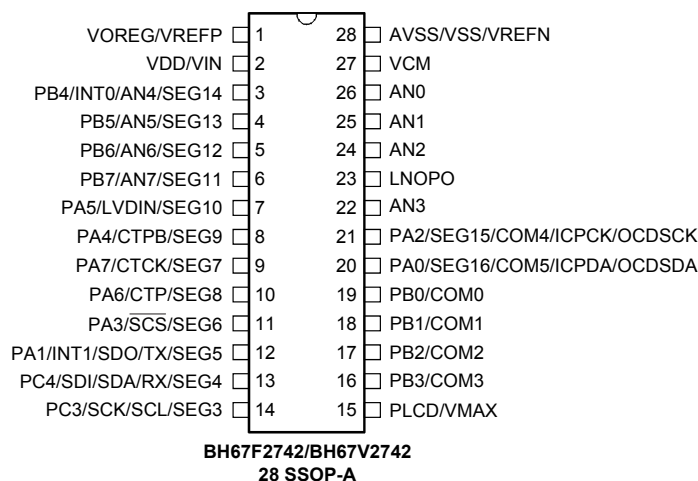 VOREG/VREFP 1 28 AVSS/VSS/VREFN
VDD/VIN 2 27 VCM
PB4/INT0/AN4/SEG14 3 26 AN0
PB5/AN5/SEG13 4 25 AN1
PB6/AN6/SEG12 5 24 AN2
PB7/AN7/SEG11 6 23 LNOPO
PA5/LVDIN/SEG10 7 22 AN3
PA4/CTPB/SEG9 8 21 PA2/SEG15/COM4/ICPCK/OCDSCK
PA7/CTCK/SEG7 9 20 PA0/SEG16/COM5/ICPDA/OCDSDA
PA6/CTP/SEG8 10 19 PB0/COM0
PA3/SCS/SEG6 11 18 PB1/COM1
PA1/INT1/SDO/TX/SEG5 12 17 PB2/COM2
PC4/SDI/SDA/RX/SEG4 13 16 PB3/COM3
PC3/SCK/SCL/SEG3 14 15 PLCD/VMAX
BH67F2742/BH67V2742
28 SSOP-A